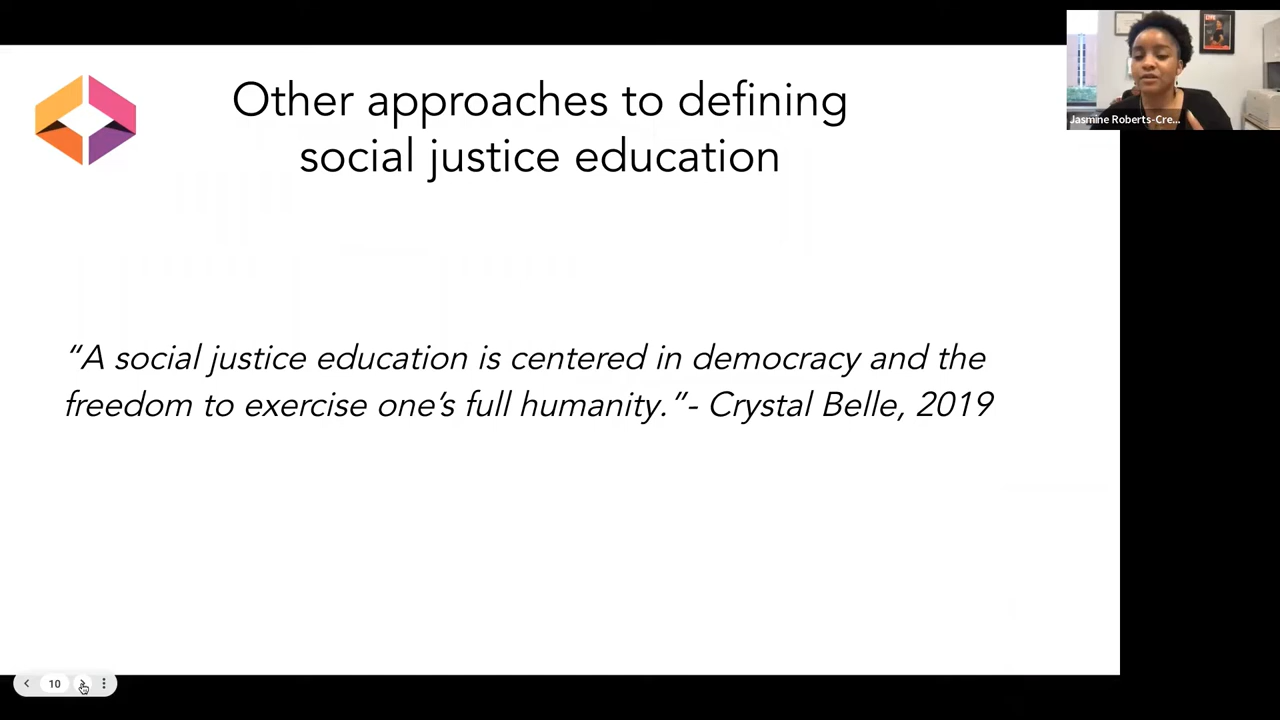 Other approaches to defining
social justice education
“A social justice education is centered in democracy and the
freedom to exercise one’s full humanity.”- Crystal Belle, 2019
LIFE
Jasmine Roberts-Cre...
10